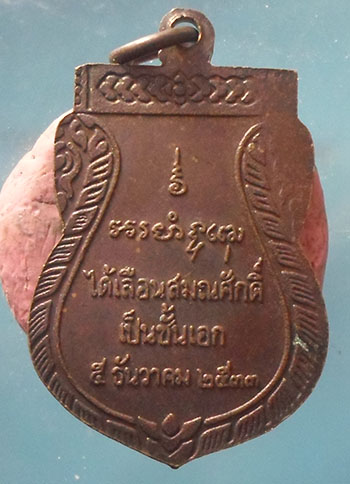 ได้เลื่อนสมณศักดิ์
เป็นชั้นเอก
๕ ธันวาคม ๒๕๓๓